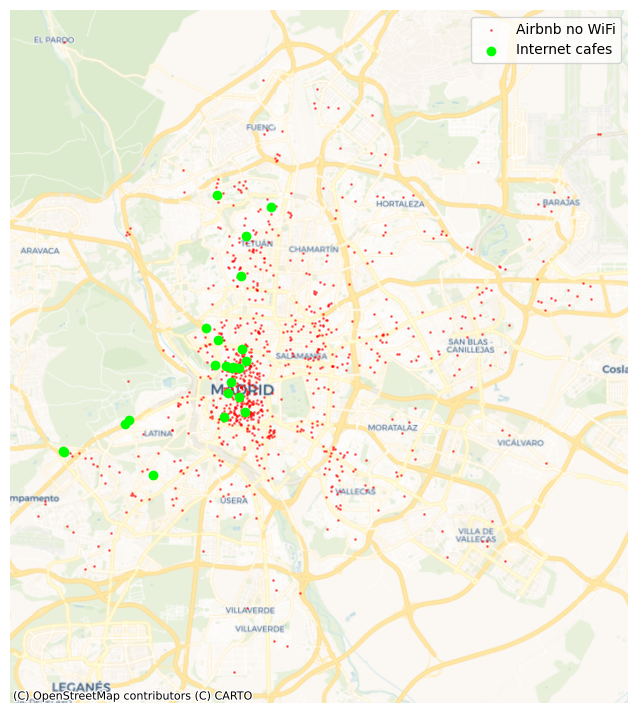 Airbnb no WiFi
Internet cafes
EL PARDO
FUENC
HORTALEZA
BARAJAS
ARAVACA
TETUÁN
CHAMARTÍN
SAN BLAS -
CANILLEJAS
SALAMANCA
Cosla
MADRID
LATINA
MORATALAZ
VICÁLVARO
mpamento
USERA
VALLECAS
VILLA DE
VALLECAS
VILLAVERDE
VILLAVERDE
LEGANÉS
(C) OpenStreetMap contributors (C) CARTO